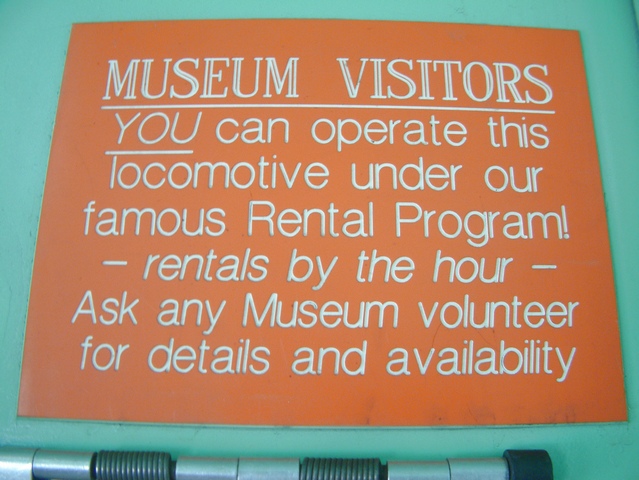 MUSEUM VISITORS
YOU can operate this
locomotive under our
famous Rental Program!
– rentals by the hour –
Ask any Museum volunteer
for details and availability